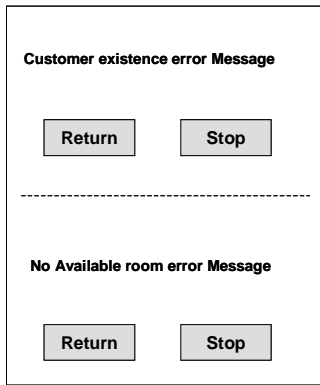 Customer existence error Message
Return Stop
No Available room error Message
Return Stop